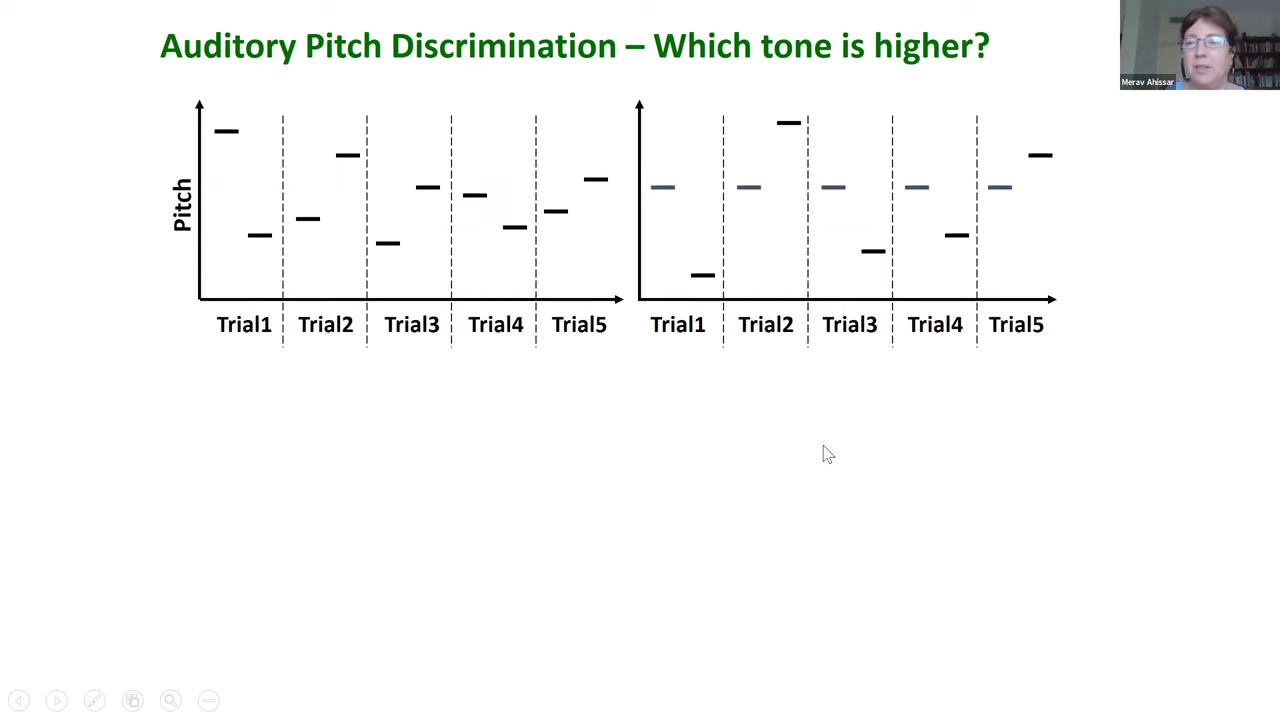 Auditory Pitch Discrimination – Which tone is higher?
Merav Ahissar
Pitch
Trial1 Trial2 Trial3 Trial4 Trial5
Trial1 Trial2 Trial3 Trial4 Trial5